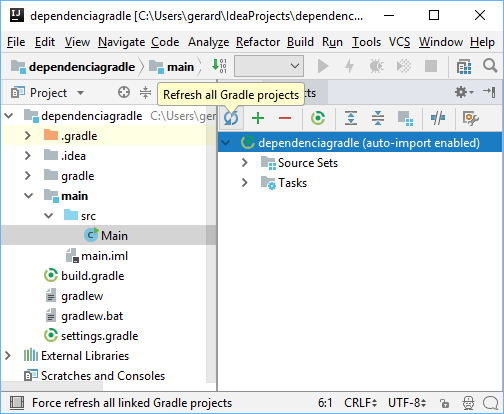 dependenciagradle [C:\Users\gerard\IdeaProjects\dependenc...
File Edit View Navigate Code Analyze Refactor Build Run Tools VCS Window
dependenciagradle main
Project
Refresh all Gradle projects
dependenciagradle C:\Users\ger
.gradle
.idea
gradle
main
src
Main
main.iml
build.gradle
gradlew
gradlew.bat
settings.gradle
External Libraries
Scratches and Consoles
dependenciagradle (auto-import enabled)
Source Sets
Tasks
Force refresh all linked Gradle projects 6:1 CRLF UTF-8